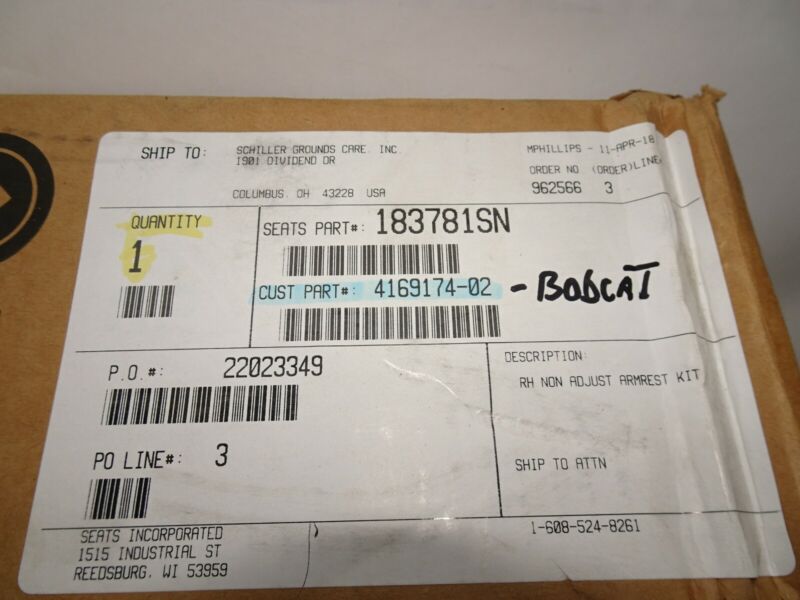 SHIP TO: SCHILLER GROUNDS CARE, INC.
1901 DIVIDEND DR
COLUMBUS, OH 43228 USA
MPHILLIPS - 11-APR-18
ORDER NO. (ORDER)LINE
962566 3
QUANTITY
1
SEATS PART#: 183781SN
CUST PART#: 4169174-02 - BOBCAT
P.O.#: 22023349
PO LINE#: 3
DESCRIPTION:
RH NON ADJUST ARMREST KIT
SHIP TO ATTN
SEATS INCORPORATED
1515 INDUSTRIAL ST
REEDSBURG, WI 53959
1-608-524-8261